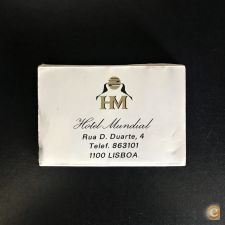 HM
Hotel Mundial
Rua D. Duarte, 4
Telef. 863101
1100 LISBOA